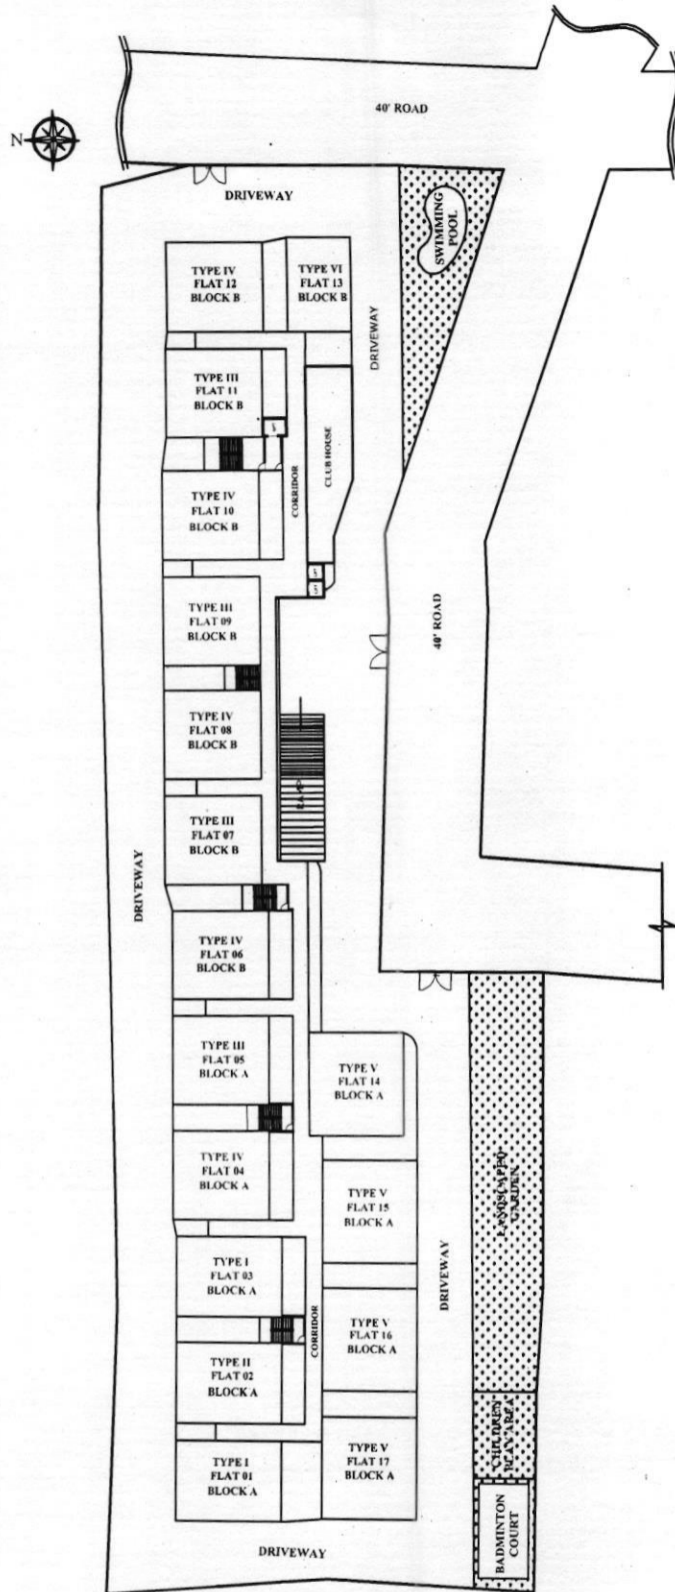 40' ROAD
N
DRIVEWAY
SWIMMING
POOL
TYPE IV
FLAT 12
BLOCK B
TYPE VI
FLAT 13
BLOCK B
DRIVEWAY
TYPE III
FLAT 11
BLOCK B
CLUB HOUSE
CORRIDOR
TYPE IV
FLAT 10
BLOCK B
TYPE III
FLAT 09
BLOCK B
40' ROAD
TYPE IV
FLAT 08
BLOCK B
RAMP
TYPE III
FLAT 07
BLOCK B
DRIVEWAY
TYPE IV
FLAT 06
BLOCK B
TYPE III
FLAT 05
BLOCK A
TYPE V
FLAT 14
BLOCK A
TYPE IV
FLAT 04
BLOCK A
TYPE V
FLAT 15
BLOCK A
LANDSCAPED
GARDEN
TYPE I
FLAT 03
BLOCK A
DRIVEWAY
CORRIDOR
TYPE V
FLAT 16
BLOCK A
TYPE II
FLAT 02
BLOCK A
CHILDREN
PLAY AREA
TYPE I
FLAT 01
BLOCK A
TYPE V
FLAT 17
BLOCK A
BADMINTON
COURT
DRIVEWAY